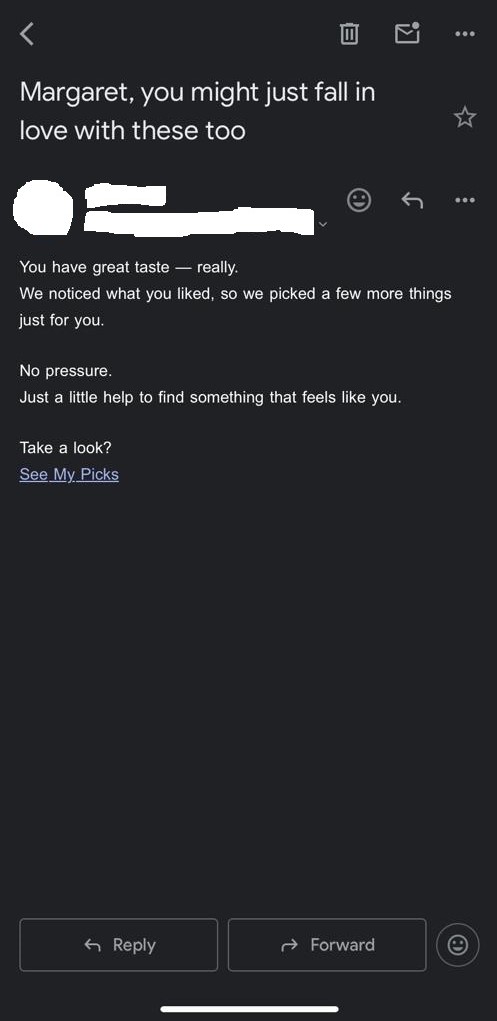 Margaret, you might just fall in
love with these too
You have great taste — really.
We noticed what you liked, so we picked a few more things
just for you.
No pressure.
Just a little help to find something that feels like you.
Take a look?
See My Picks
Reply
Forward